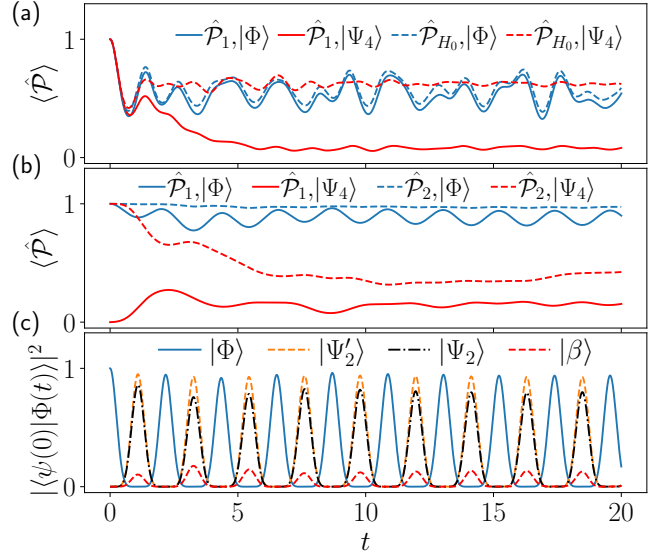 (a)
1
𝒫̂₁,|Φ⟩ 𝒫̂₁,|Ψ₄⟩ 𝒫̂_{H₀},|Φ⟩ 𝒫̂_{H₀},|Ψ₄⟩
⟨𝒫̂⟩
0
(b)
1
𝒫̂₁,|Φ⟩ 𝒫̂₁,|Ψ₄⟩ 𝒫̂₂,|Φ⟩ 𝒫̂₂,|Ψ₄⟩
⟨𝒫̂⟩
0
(c)
|Φ⟩ |Ψ′₂⟩ |Ψ₂⟩ |β⟩
1
|⟨ψ(0)|Φ(t)⟩|²
0
0 5 10 15 20
t